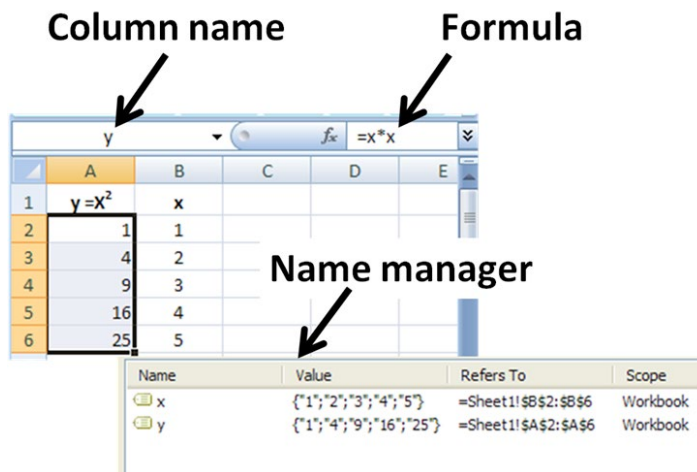 Column name Formula
y fx =x*x
A B C D E
1 y =X² x
2 1 1
3 4 2
4 9 3
Name manager
5 16 4
6 25 5
Name Value Refers To Scope
x {"1";"2";"3";"4";"5"} =Sheet1!$B$2:$B$6 Workbook
y {"1";"4";"9";"16";"25"} =Sheet1!$A$2:$A$6 Workbook